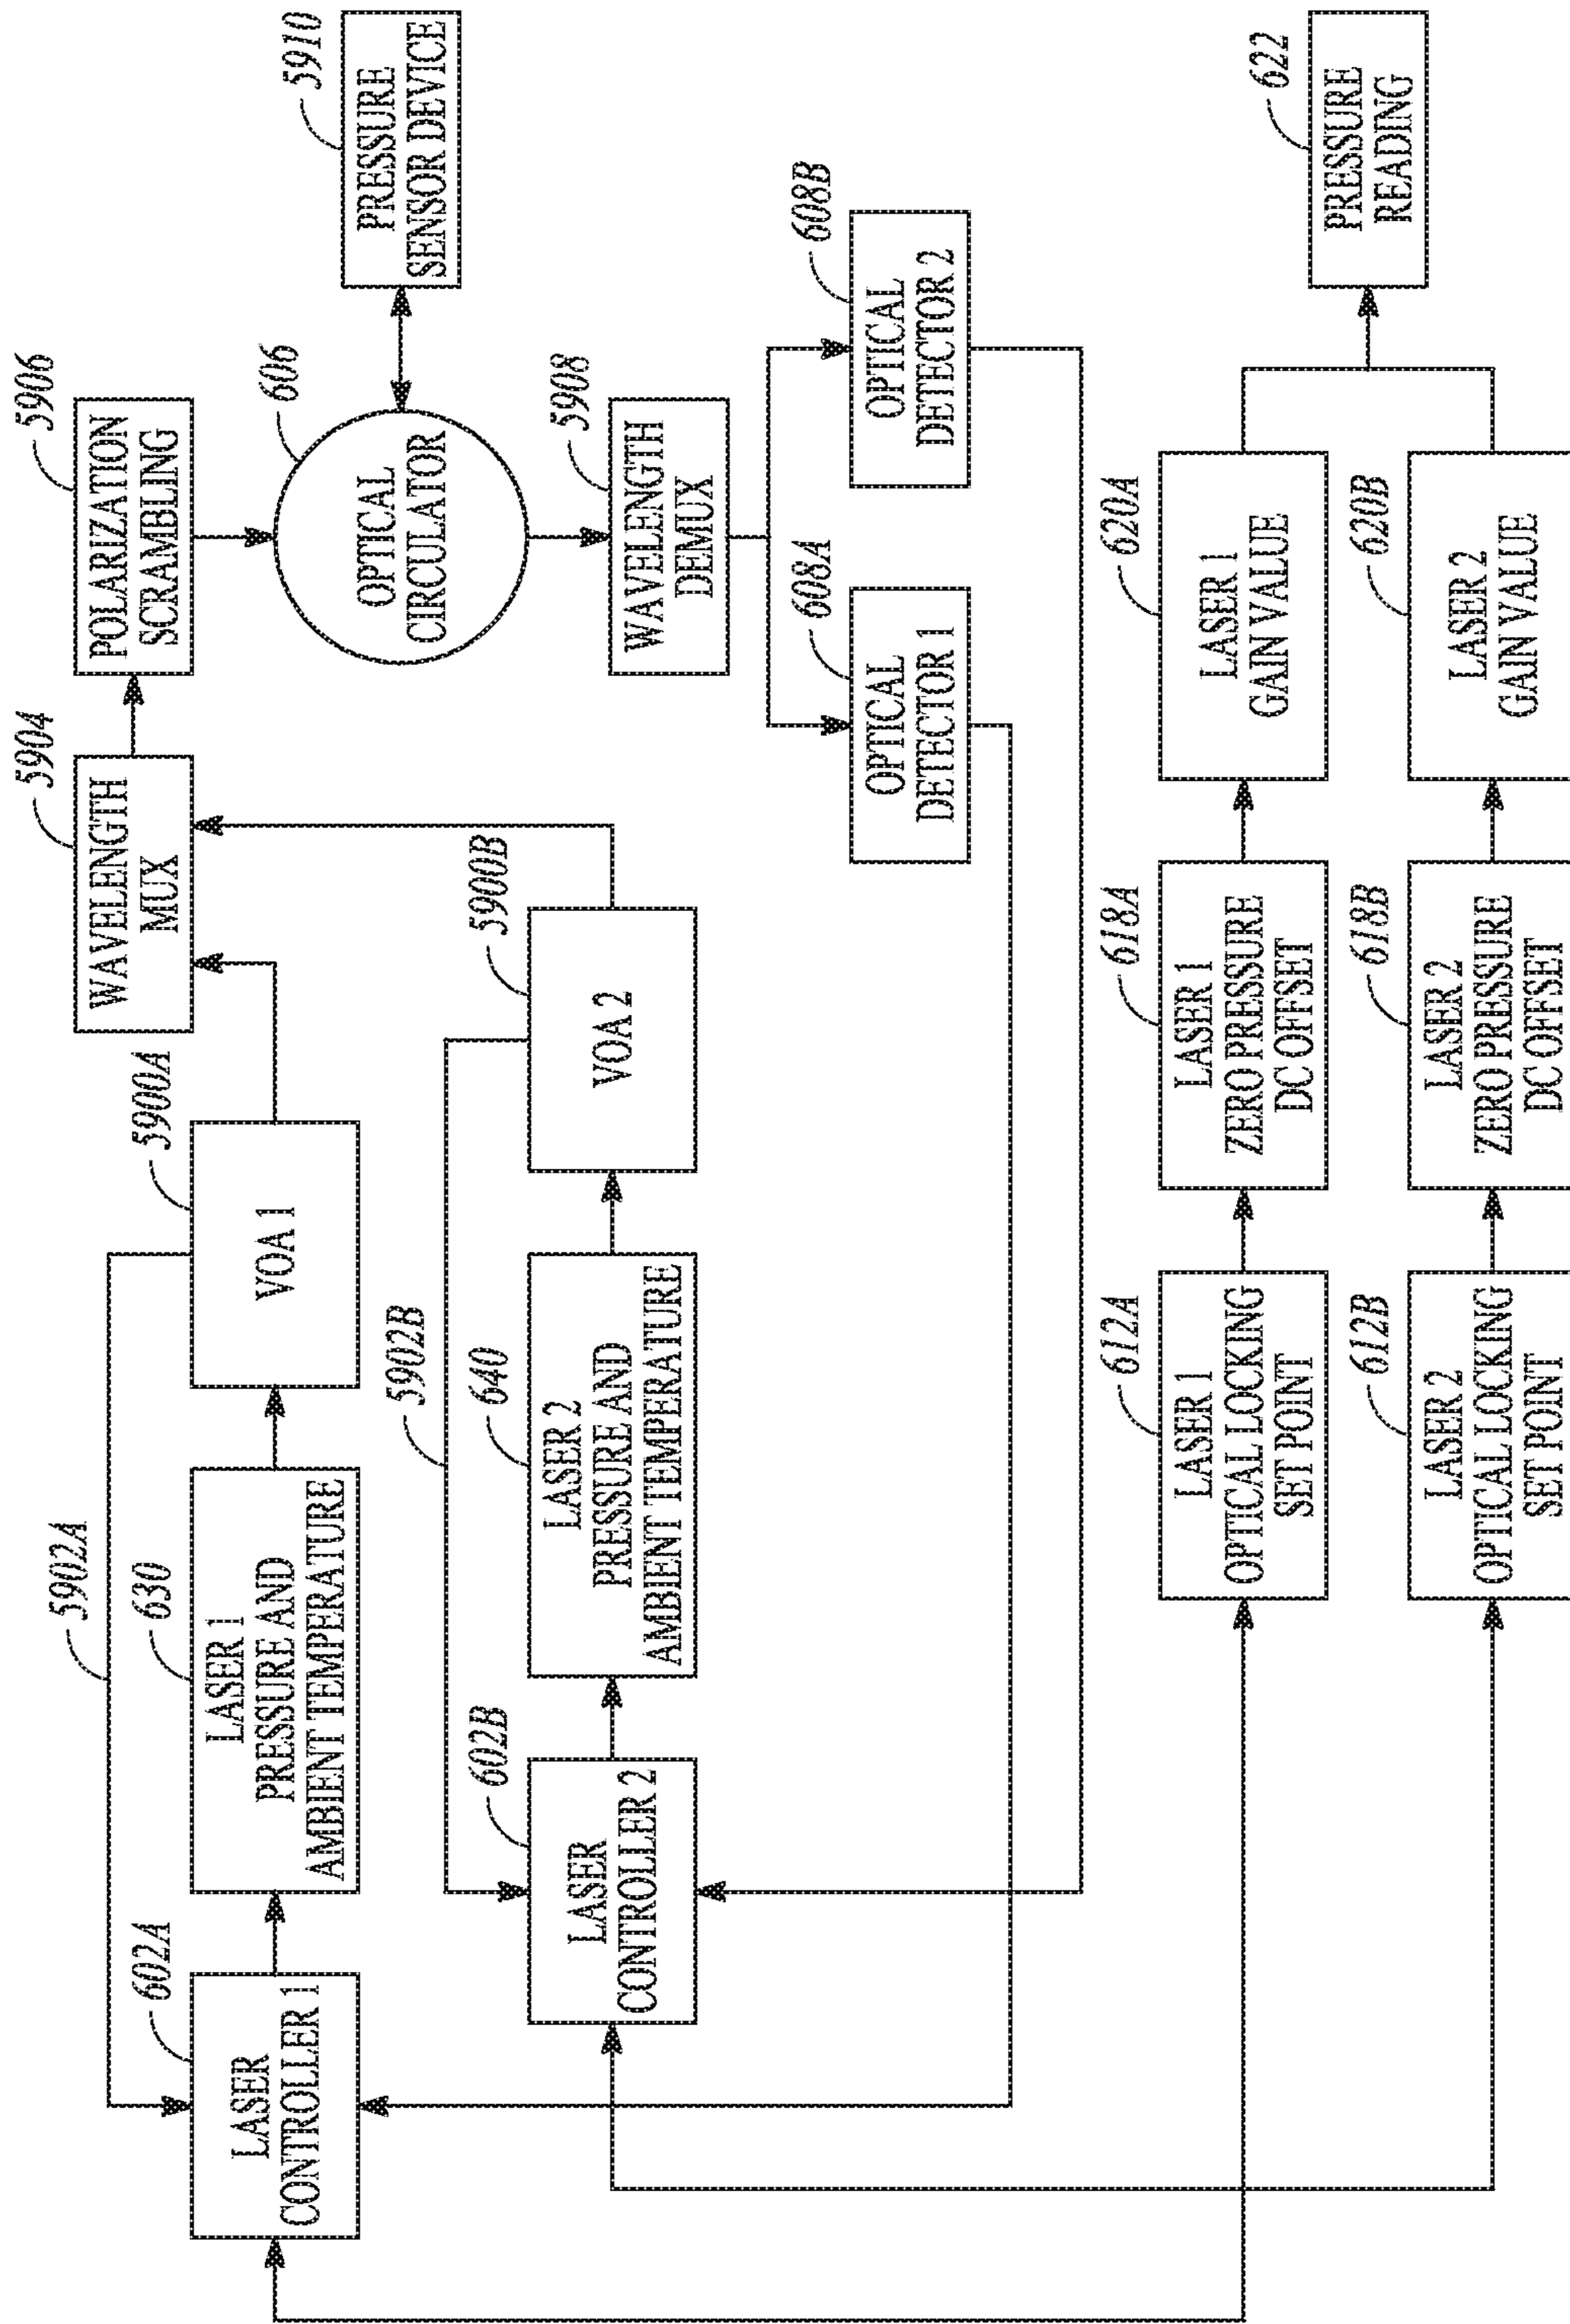 602A
LASER
CONTROLLER 1
5902A
630
LASER 1
PRESSURE AND
AMBIENT TEMPERATURE
5900A
VOA 1
5904
WAVELENGTH
MUX
5906
POLARIZATION
SCRAMBLING
602B
LASER
CONTROLLER 2
5902B
640
LASER 2
PRESSURE AND
AMBIENT TEMPERATURE
5900B
VOA 2
606
OPTICAL
CIRCULATOR
5910
PRESSURE
SENSOR DEVICE
5908
WAVELENGTH
DEMUX
608A
OPTICAL
DETECTOR 1
608B
OPTICAL
DETECTOR 2
612A
LASER 1
OPTICAL LOCKING
SET POINT
618A
LASER 1
ZERO PRESSURE
DC OFFSET
620A
LASER 1
GAIN VALUE
622
PRESSURE
READING
612B
LASER 2
OPTICAL LOCKING
SET POINT
618B
LASER 2
ZERO PRESSURE
DC OFFSET
620B
LASER 2
GAIN VALUE